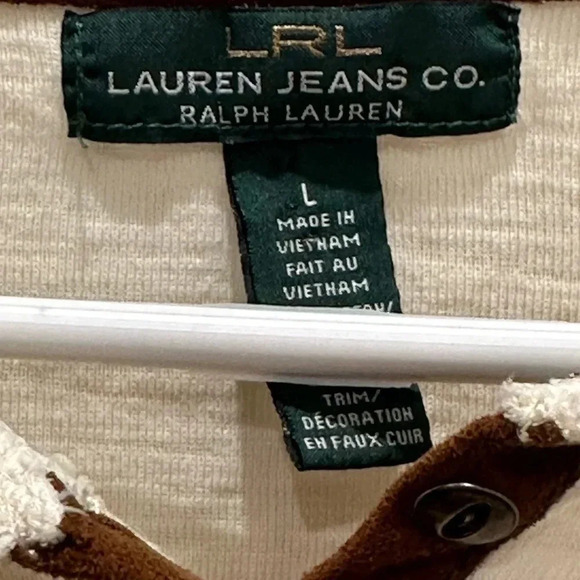 LRL
LAUREN JEANS CO.
RALPH LAUREN
L
MADE IN
VIETNAM
FAIT AU
VIETNAM
TRIM/
DÉCORATION
EN FAUX CUIR